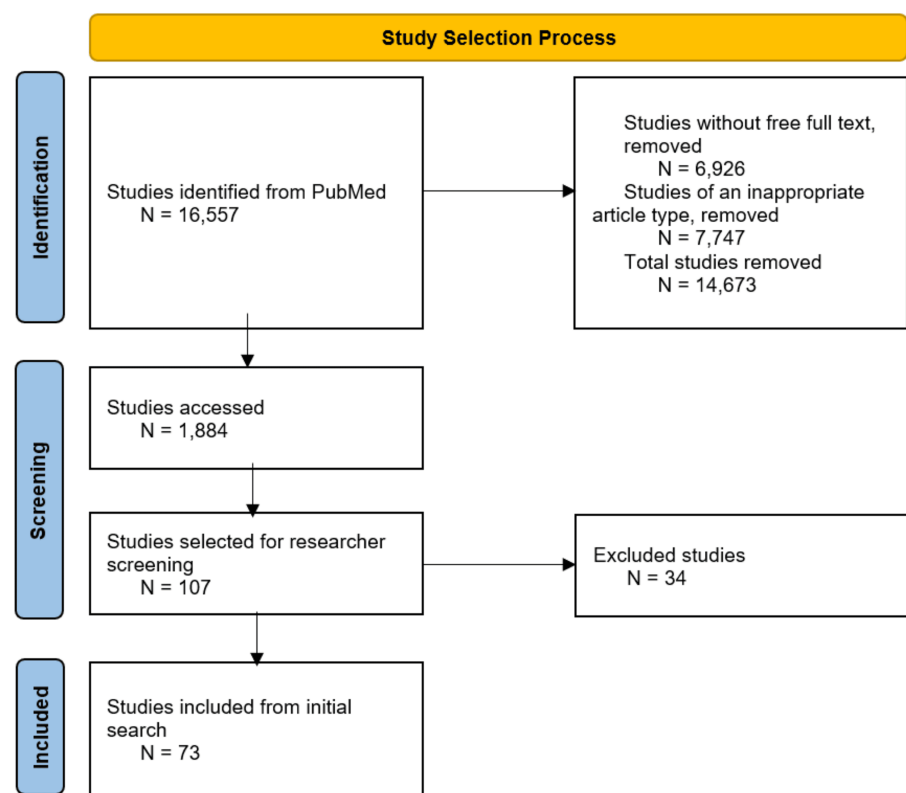 Study Selection Process
Identification
Studies identified from PubMed
N = 16,557
Studies without free full text,
removed
N = 6,926
Studies of an inappropriate
article type, removed
N = 7,747
Total studies removed
N = 14,673
Screening
Studies accessed
N = 1,884
Studies selected for researcher
screening
N = 107
Excluded studies
N = 34
Included
Studies included from initial
search
N = 73